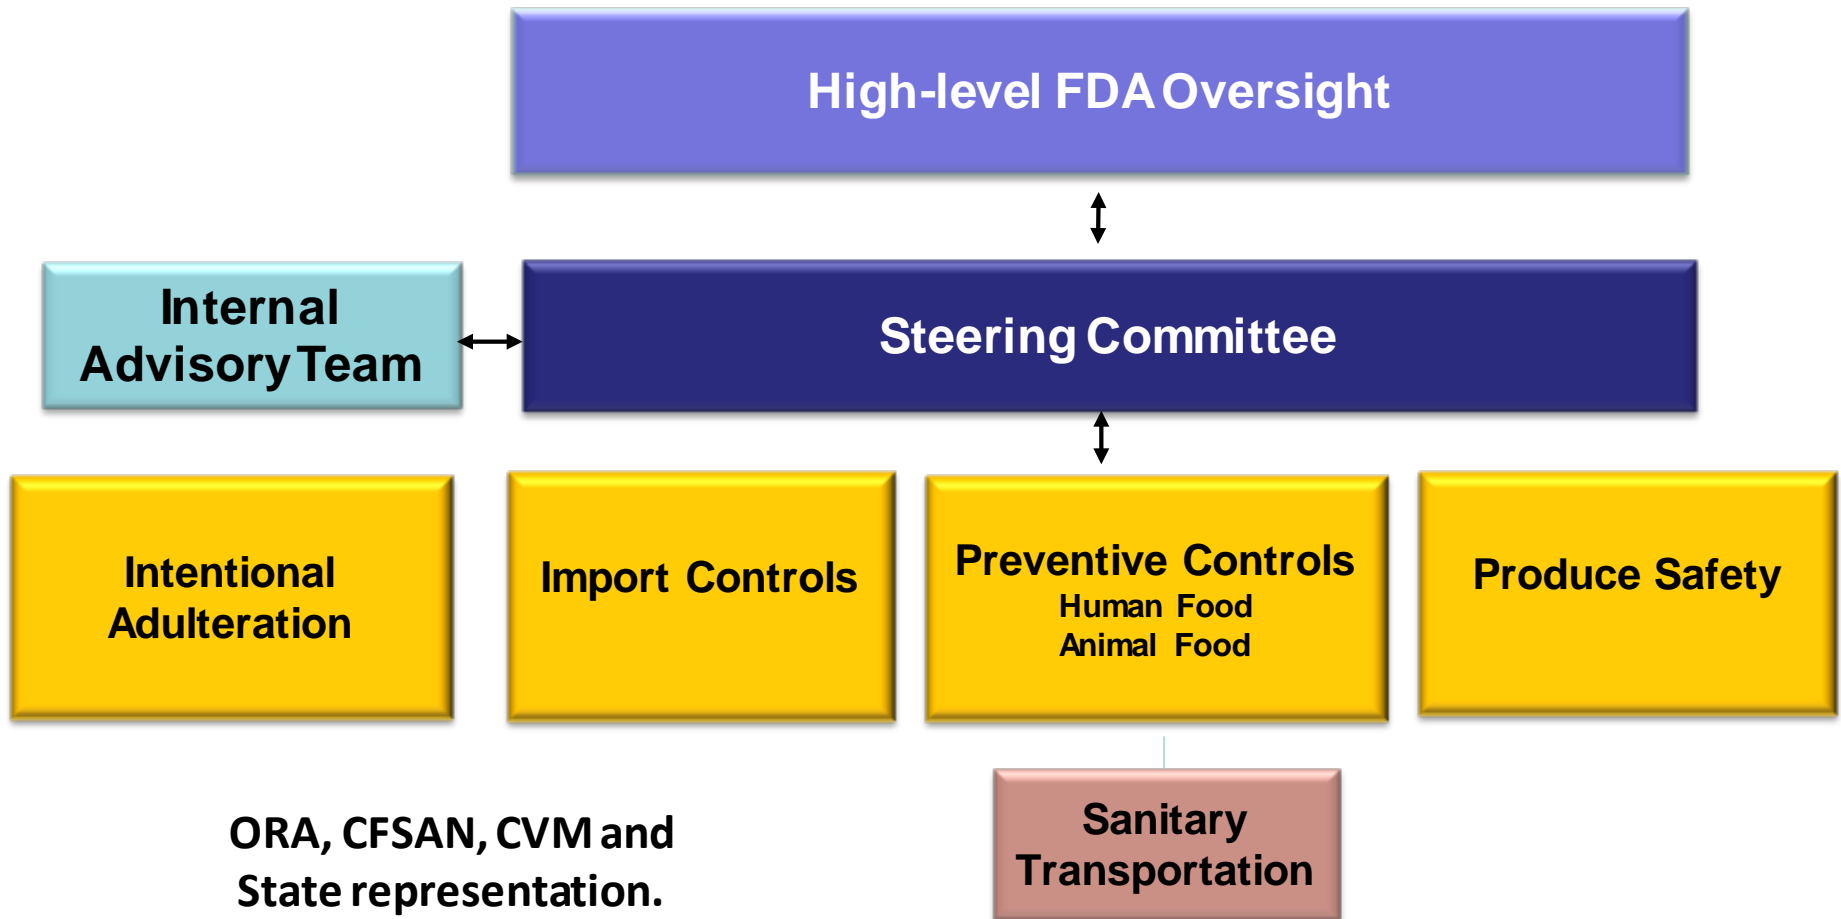 High-level FDA Oversight
Internal
Advisory Team
Steering Committee
Intentional
Adulteration
Import Controls
Preventive Controls
Human Food
Animal Food
Produce Safety
Sanitary
Transportation
ORA, CFSAN, CVM and
State representation.